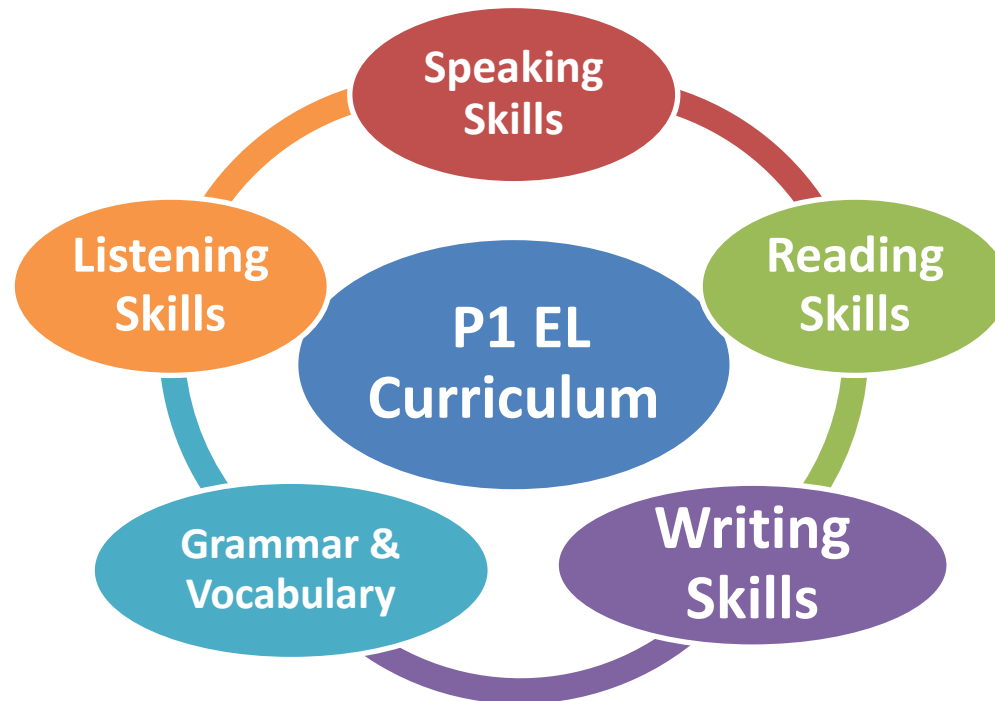 Speaking
Skills
Listening
Skills
Reading
Skills
P1 EL
Curriculum
Grammar &
Vocabulary
Writing
Skills